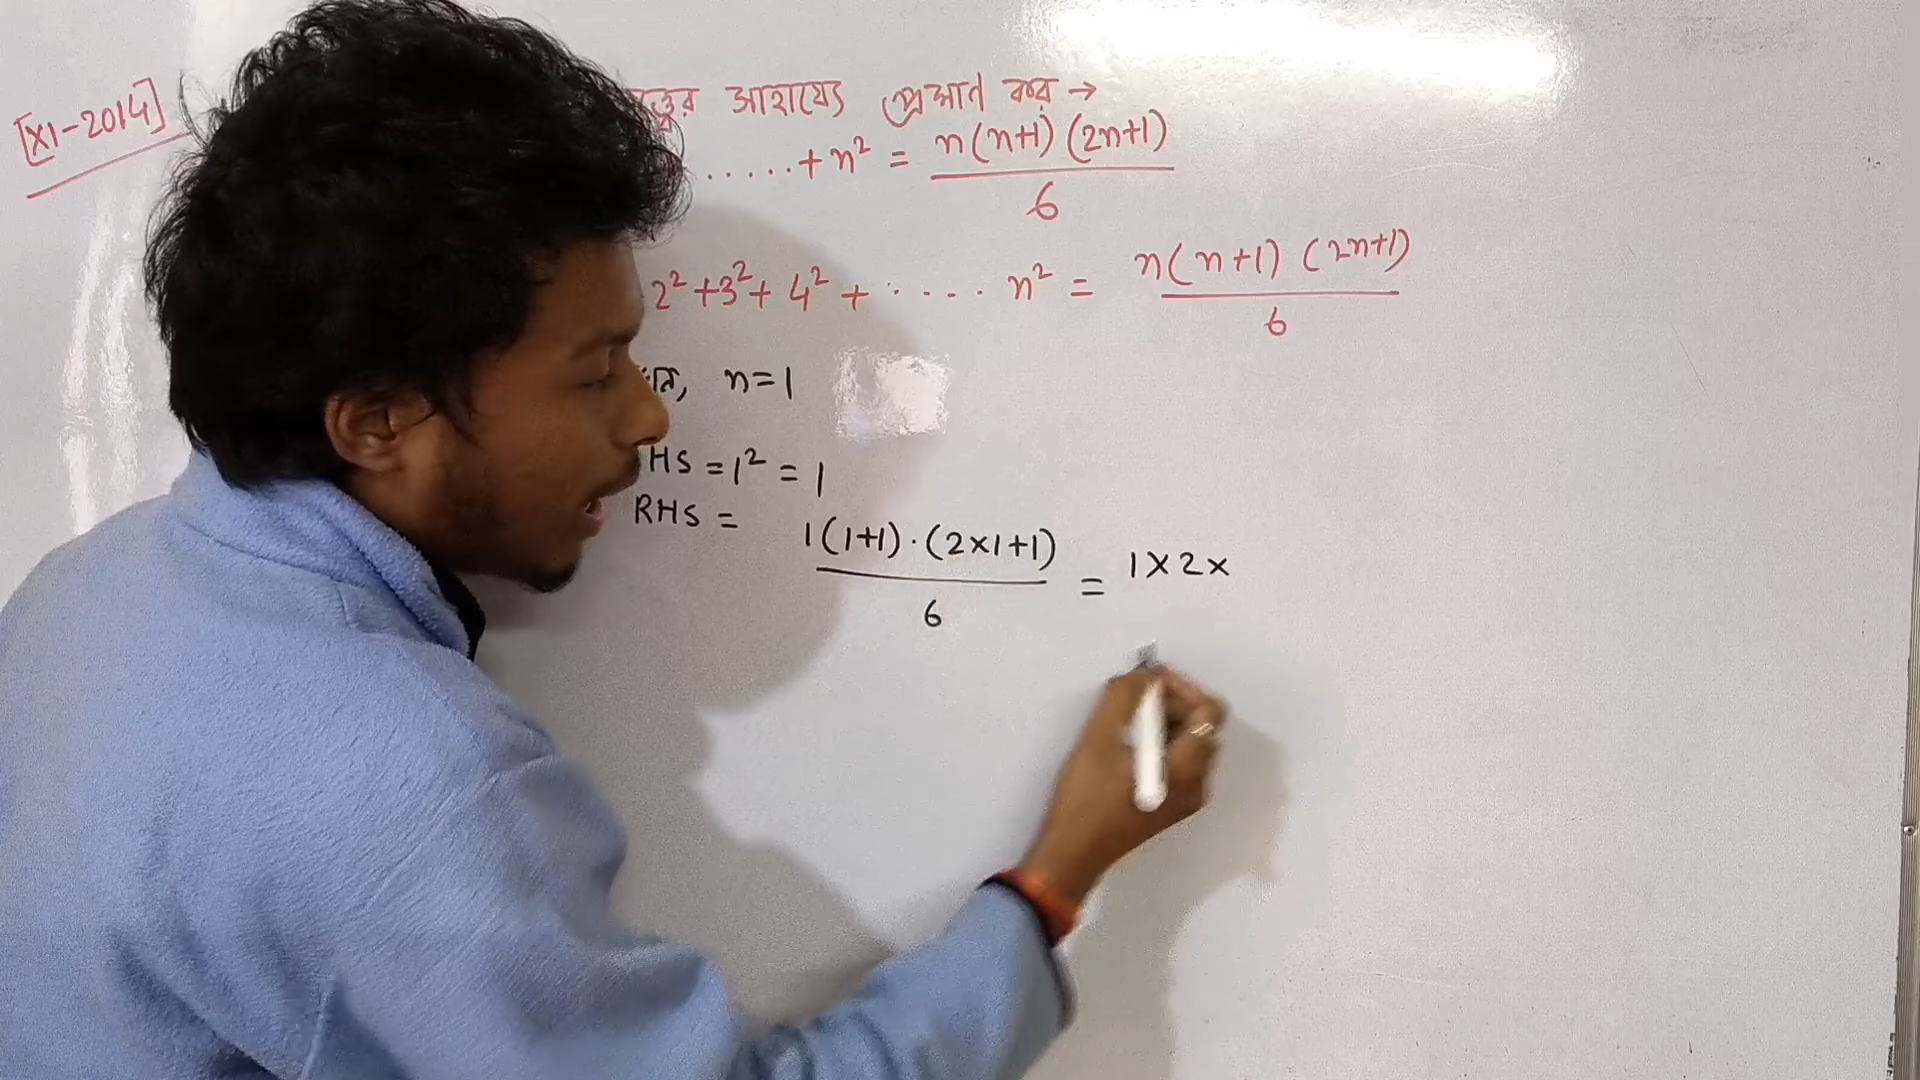 [XI-2014] সাহায্যে প্রমাণ কর →
.....+n² = n(n+1)(2n+1)/6
2²+3²+4²+.....n² = n(n+1)(2n+1)/6
n=1
HS = 1² = 1
RHS = 1(1+1)·(2×1+1)/6 = 1×2×